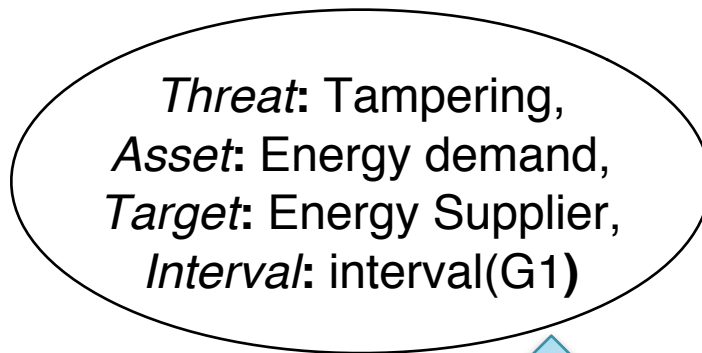 Threat: Tampering,
Asset: Energy demand,
Target: Energy Supplier,
Interval: interval(G1)